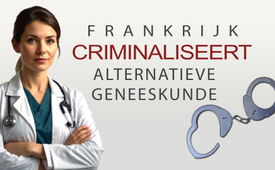 FRANKRIJK
CRIMINALISEERT
ALTERNATIEVE
GENEESKUNDE